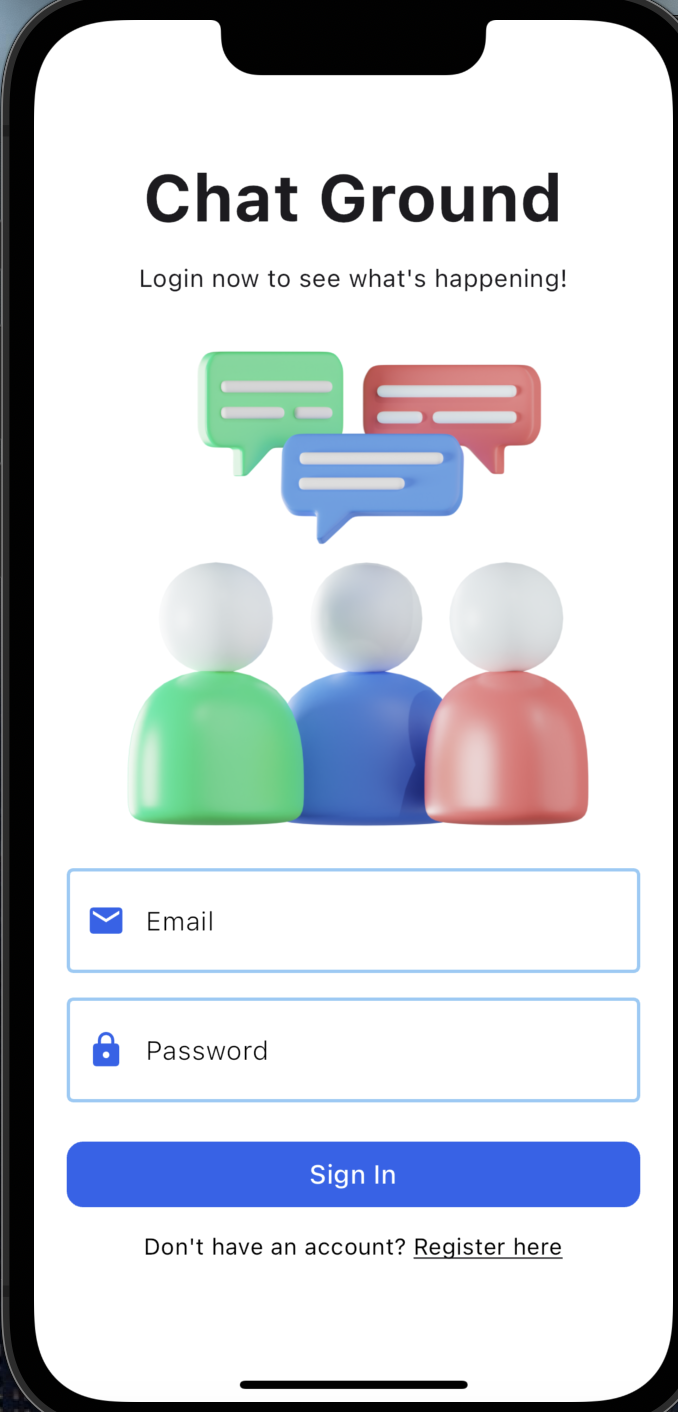 Chat Ground
Login now to see what's happening!
Email
Password
Sign In
Don't have an account? Register here